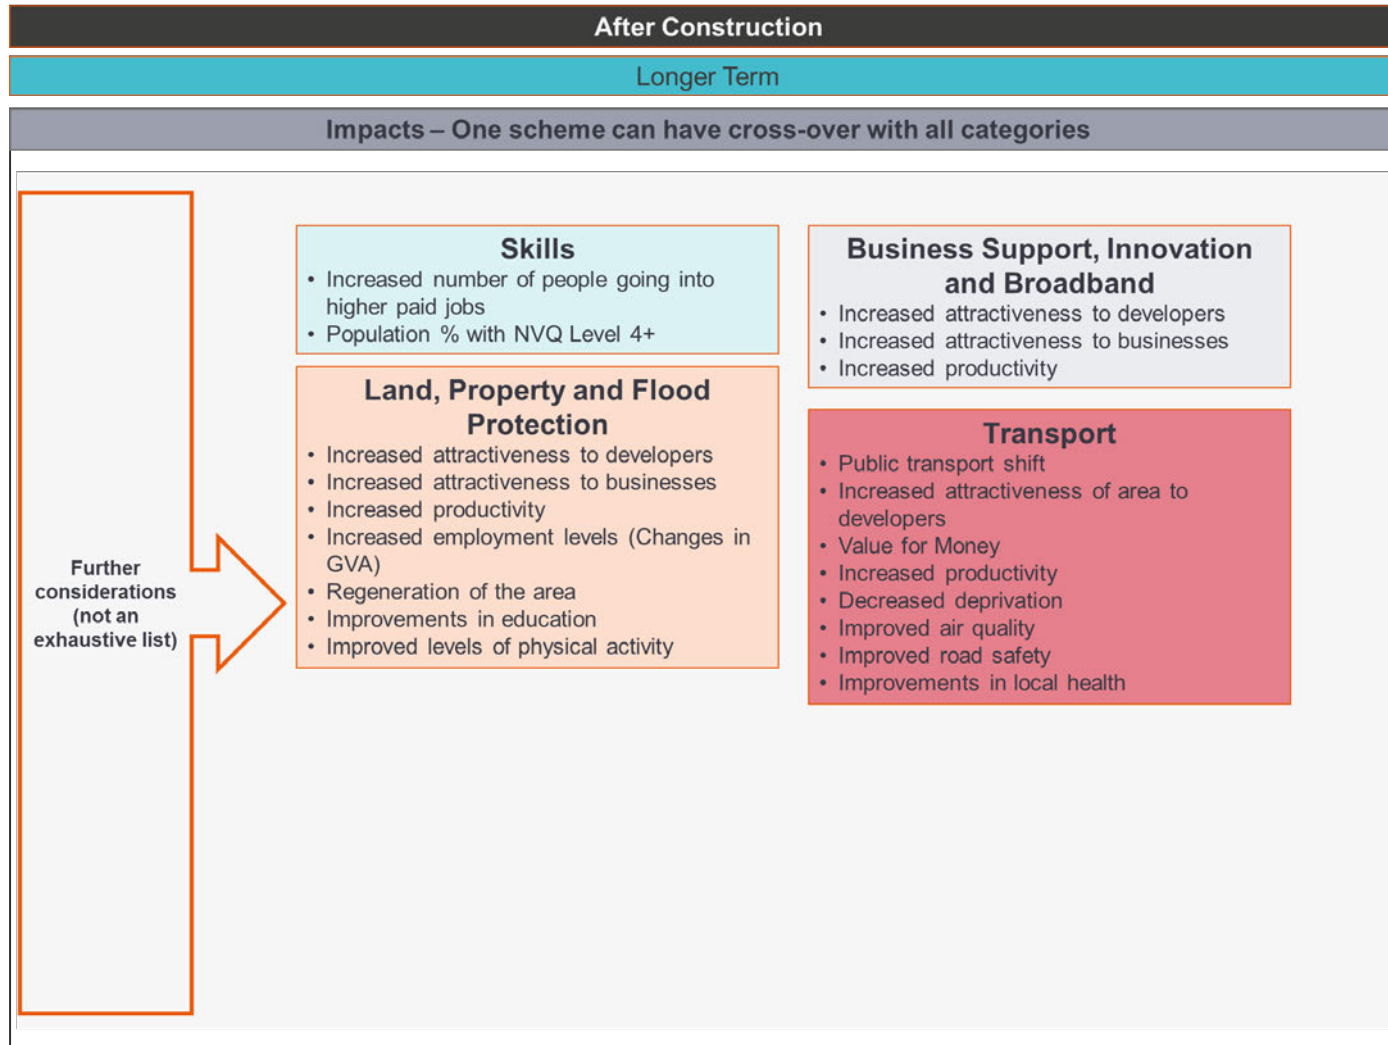 After Construction
Longer Term
Impacts – One scheme can have cross-over with all categories
Further
considerations
(not an
exhaustive list)
Skills
• Increased number of people going into
higher paid jobs
• Population % with NVQ Level 4+
Land, Property and Flood
Protection
• Increased attractiveness to developers
• Increased attractiveness to businesses
• Increased productivity
• Increased employment levels (Changes in
GVA)
• Regeneration of the area
• Improvements in education
• Improved levels of physical activity
Business Support, Innovation
and Broadband
• Increased attractiveness to developers
• Increased attractiveness to businesses
• Increased productivity
Transport
• Public transport shift
• Increased attractiveness of area to
developers
• Value for Money
• Increased productivity
• Decreased deprivation
• Improved air quality
• Improved road safety
• Improvements in local health